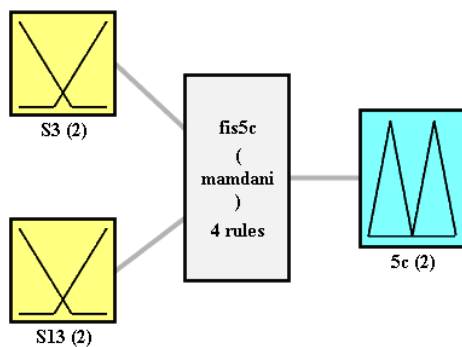 S3 (2)
fis5c
(
mamdani
)
4 rules
5c (2)
S13 (2)